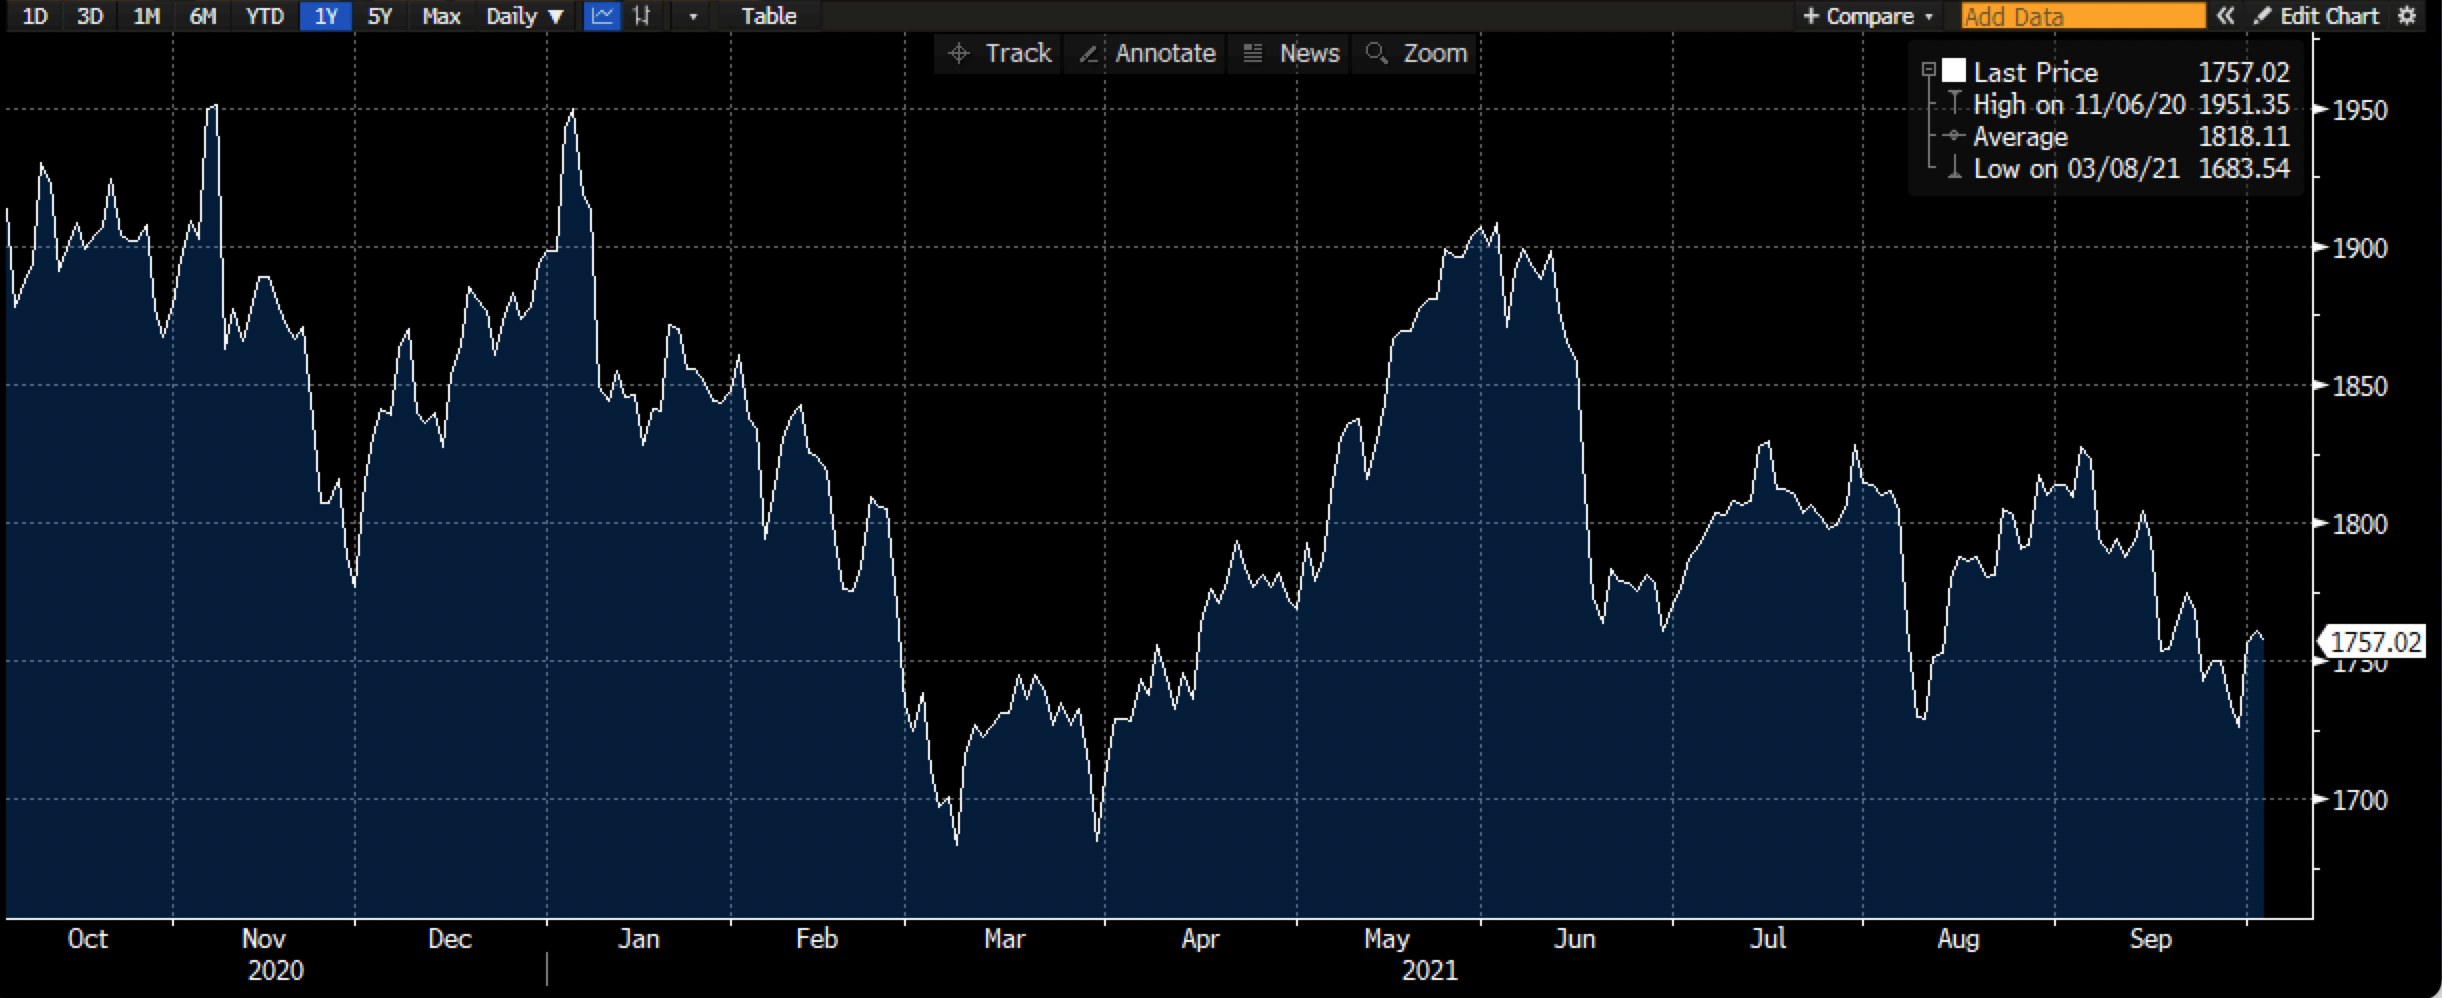 1D 3D 1M 6M YTD 1Y 5Y Max Daily ▼ Table + Compare Add Data « Edit Chart
Track Annotate News Zoom
Last Price 1757.02
High on 11/06/20 1951.35
Average 1818.11
Low on 03/08/21 1683.54
1950
1900
1850
1800
1757.02
1750
1700
Oct Nov Dec Jan Feb Mar Apr May Jun Jul Aug Sep
2020 2021